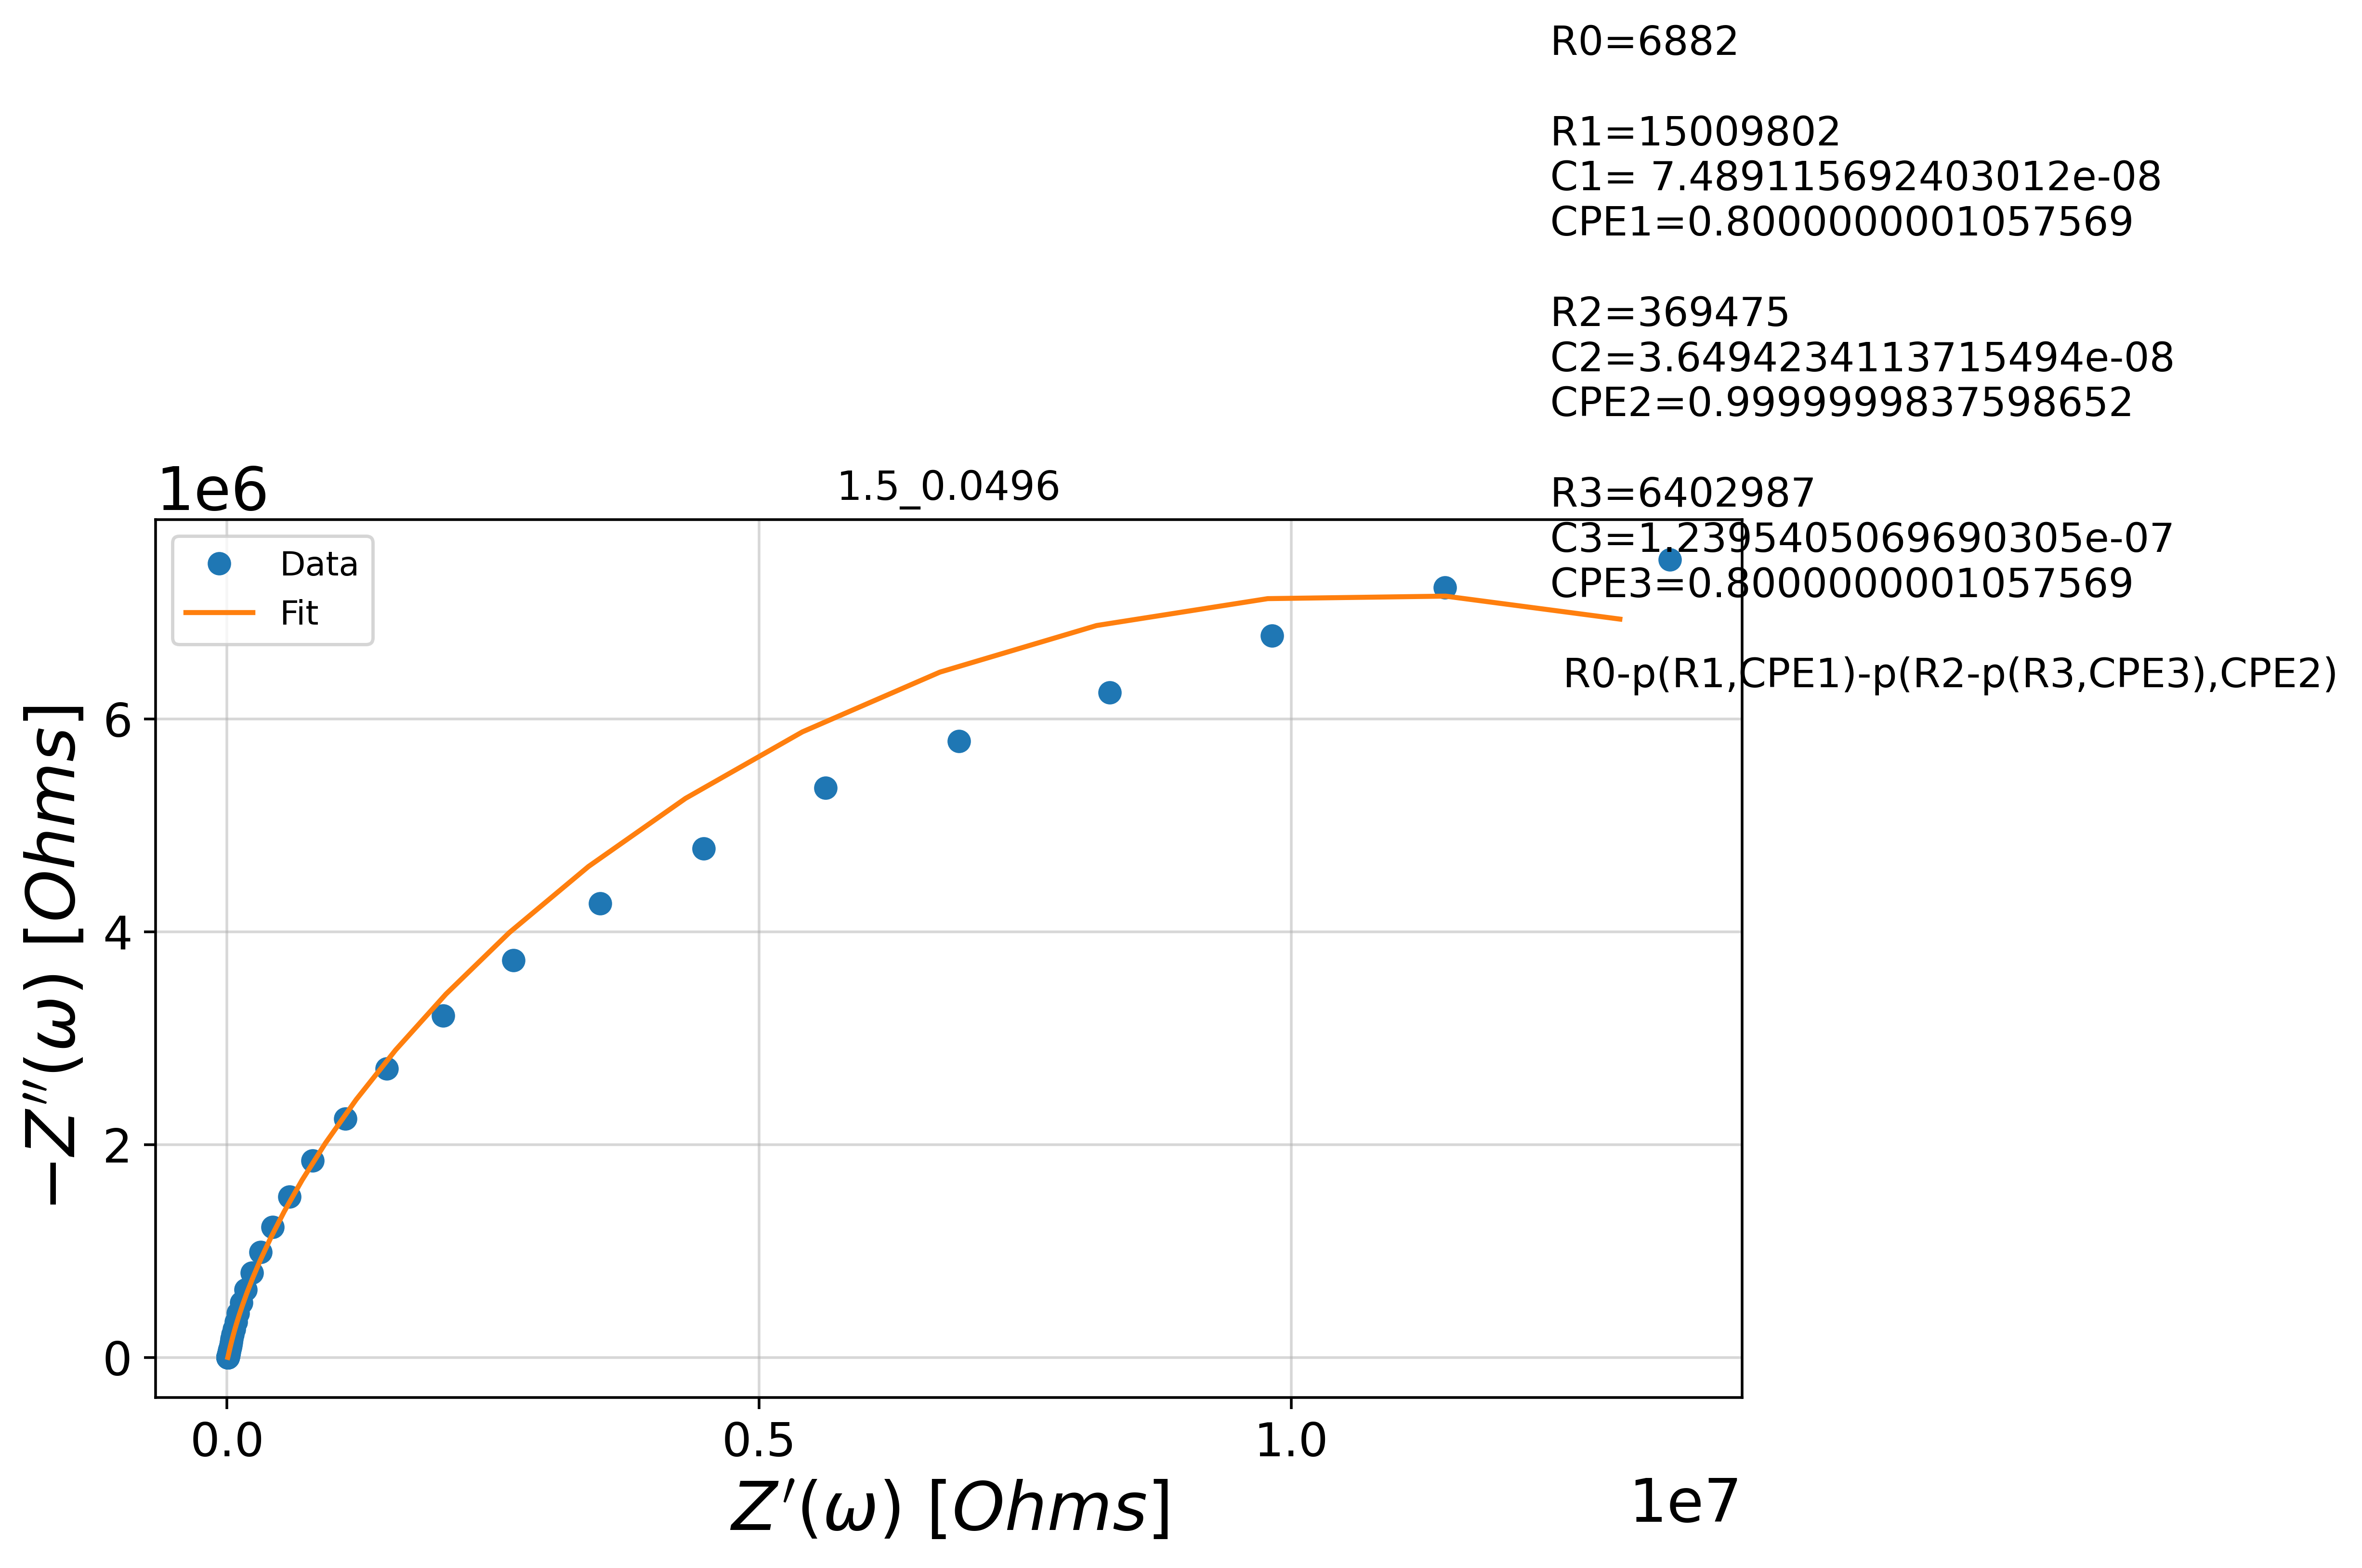 R0=6882
R1=15009802
C1= 7.489115692403012e-08
CPE1=0.8000000001057569
R2=369475
C2=3.6494234113715494e-08
CPE2=0.9999999837598652
R3=6402987
C3=1.2395405069690305e-07
CPE3=0.8000000001057569
R0-p(R1,CPE1)-p(R2-p(R3,CPE3),CPE2)
1e6
1.5_0.0496
Data
Fit
6
4
2
0
−Z′′(ω) [Ohms]
0.0 0.5 1.0
Z′(ω) [Ohms]
1e7